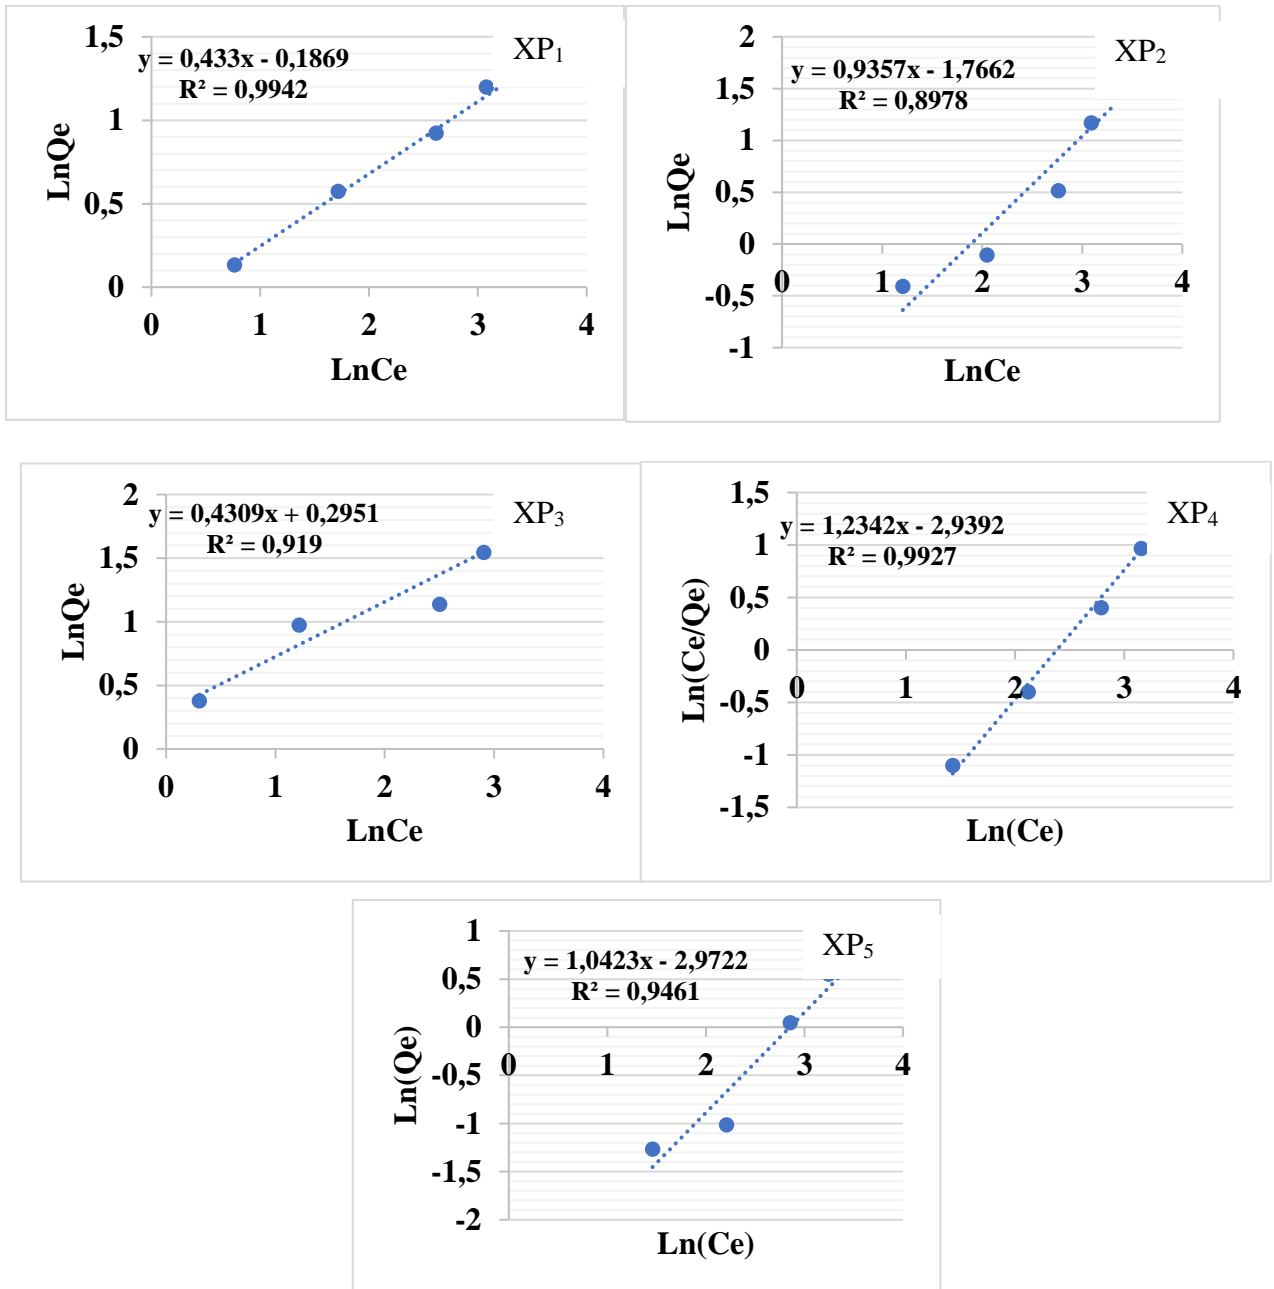 XP₁
y = 0,433x - 0,1869
R² = 0,9942
1,5
1
0,5
0
0 1 2 3 4
LnQe
LnCe
XP₂
y = 0,9357x - 1,7662
R² = 0,8978
2
1,5
1
0,5
0
-0,5
-1
0 1 2 3 4
LnQe
LnCe
XP₃
y = 0,4309x + 0,2951
R² = 0,919
2
1,5
1
0,5
0
0 1 2 3 4
LnQe
LnCe
XP₄
y = 1,2342x - 2,9392
R² = 0,9927
1,5
1
0,5
0
-0,5
-1
-1,5
0 1 2 3 4
Ln(Ce/Qe)
Ln(Ce)
XP₅
y = 1,0423x - 2,9722
R² = 0,9461
1
0,5
0
-0,5
-1
-1,5
-2
0 1 2 3 4
Ln(Qe)
Ln(Ce)